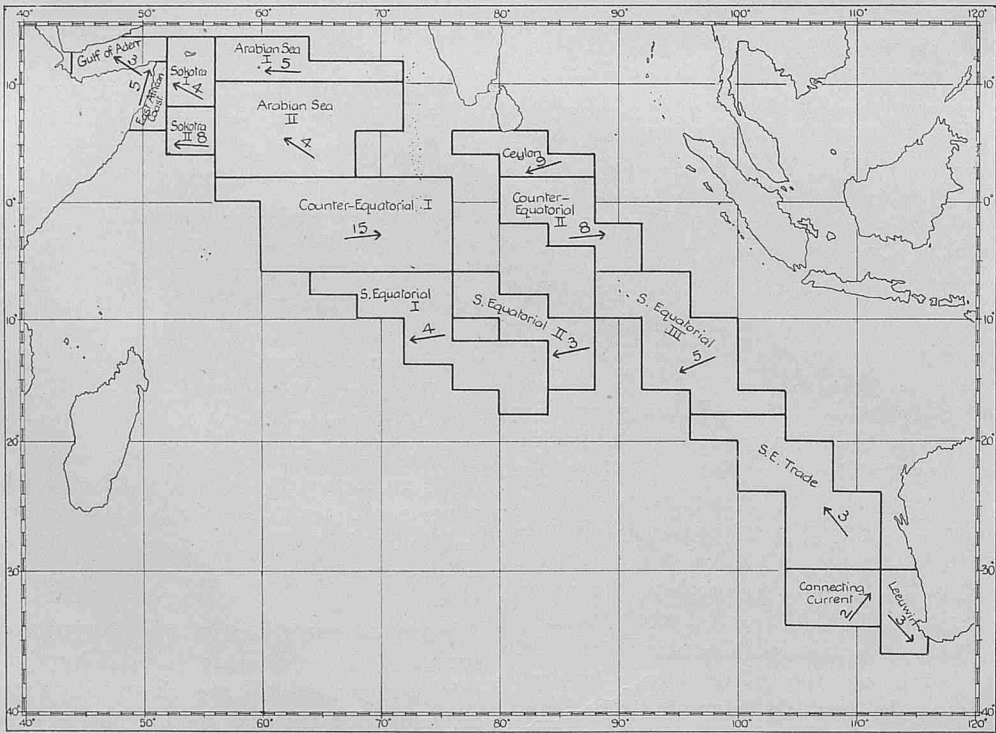 40° 50° 60° 70° 80° 90° 100° 110° 120°
Gulf of Aden
3
5
East African
Coast
Sokotra
I
4
Sokotra
II 8
Arabian Sea
I 5
Arabian Sea
II
4
10° 10°
Ceylon
9
Counter-Equatorial I
15
Counter-
Equatorial
II
8
0° 0°
S. Equatorial
I
4
S. Equatorial II
3
S. Equatorial
III
5
10° 10°
20° 20°
S.E. Trade
3
30° 30°
Connecting
Current
2
Leeuwin
3
40° 40°
40° 50° 60° 70° 80° 90° 100° 110° 120°